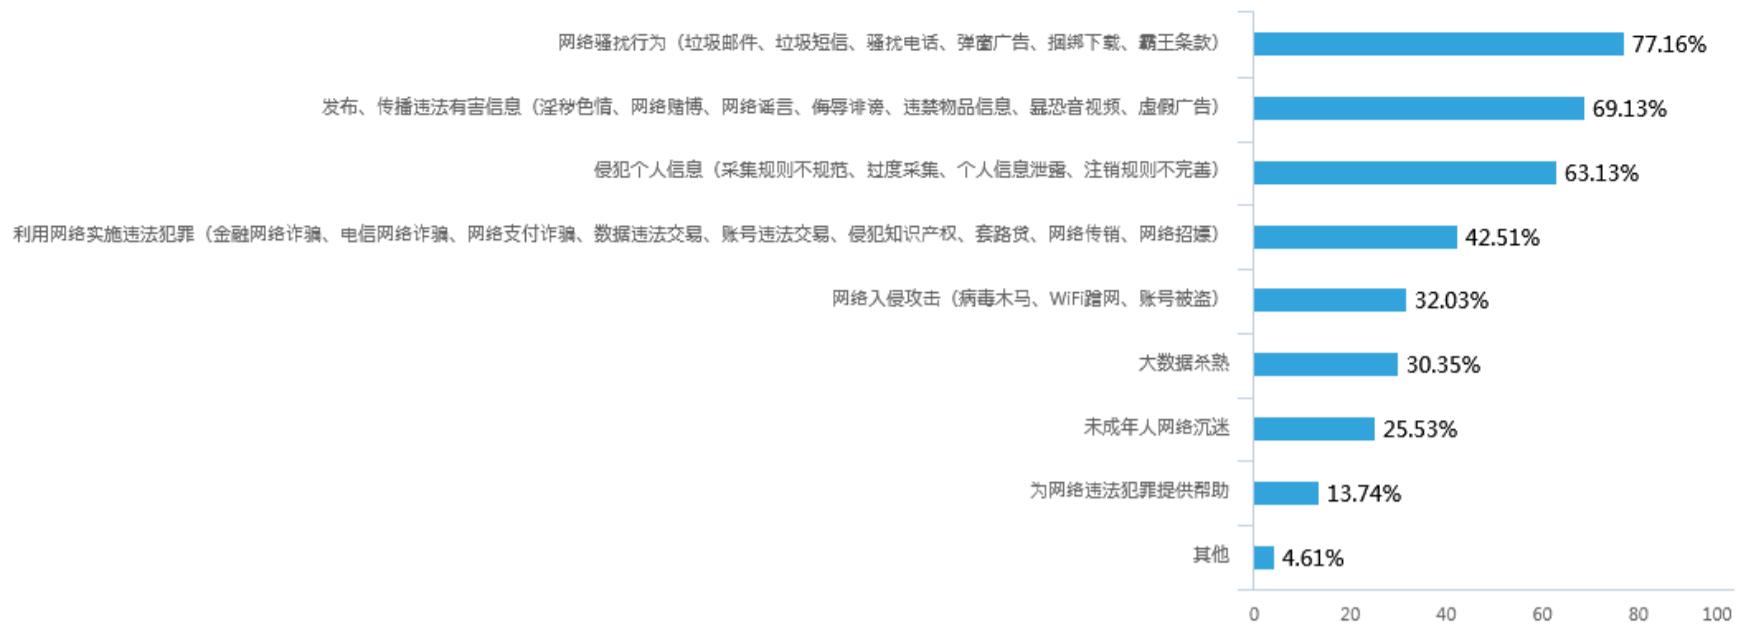 网络骚扰行为（垃圾邮件、垃圾短信、骚扰电话、弹窗广告、捆绑下载、霸王条款） 77.16%
发布、传播违法有害信息（淫秽色情、网络赌博、网络谣言、侮辱诽谤、违禁物品信息、暴恐音视频、虚假广告） 69.13%
侵犯个人信息（采集规则不规范、过度采集、个人信息泄露、注销规则不完善） 63.13%
利用网络实施违法犯罪（金融网络诈骗、电信网络诈骗、网络支付诈骗、数据违法交易、账号违法交易、侵犯知识产权、套路贷、网络传销、网络招嫖） 42.51%
网络入侵攻击（病毒木马、WiFi蹭网、账号被盗） 32.03%
大数据杀熟 30.35%
未成年人网络沉迷 25.53%
为网络违法犯罪提供帮助 13.74%
其他 4.61%
0 20 40 60 80 100